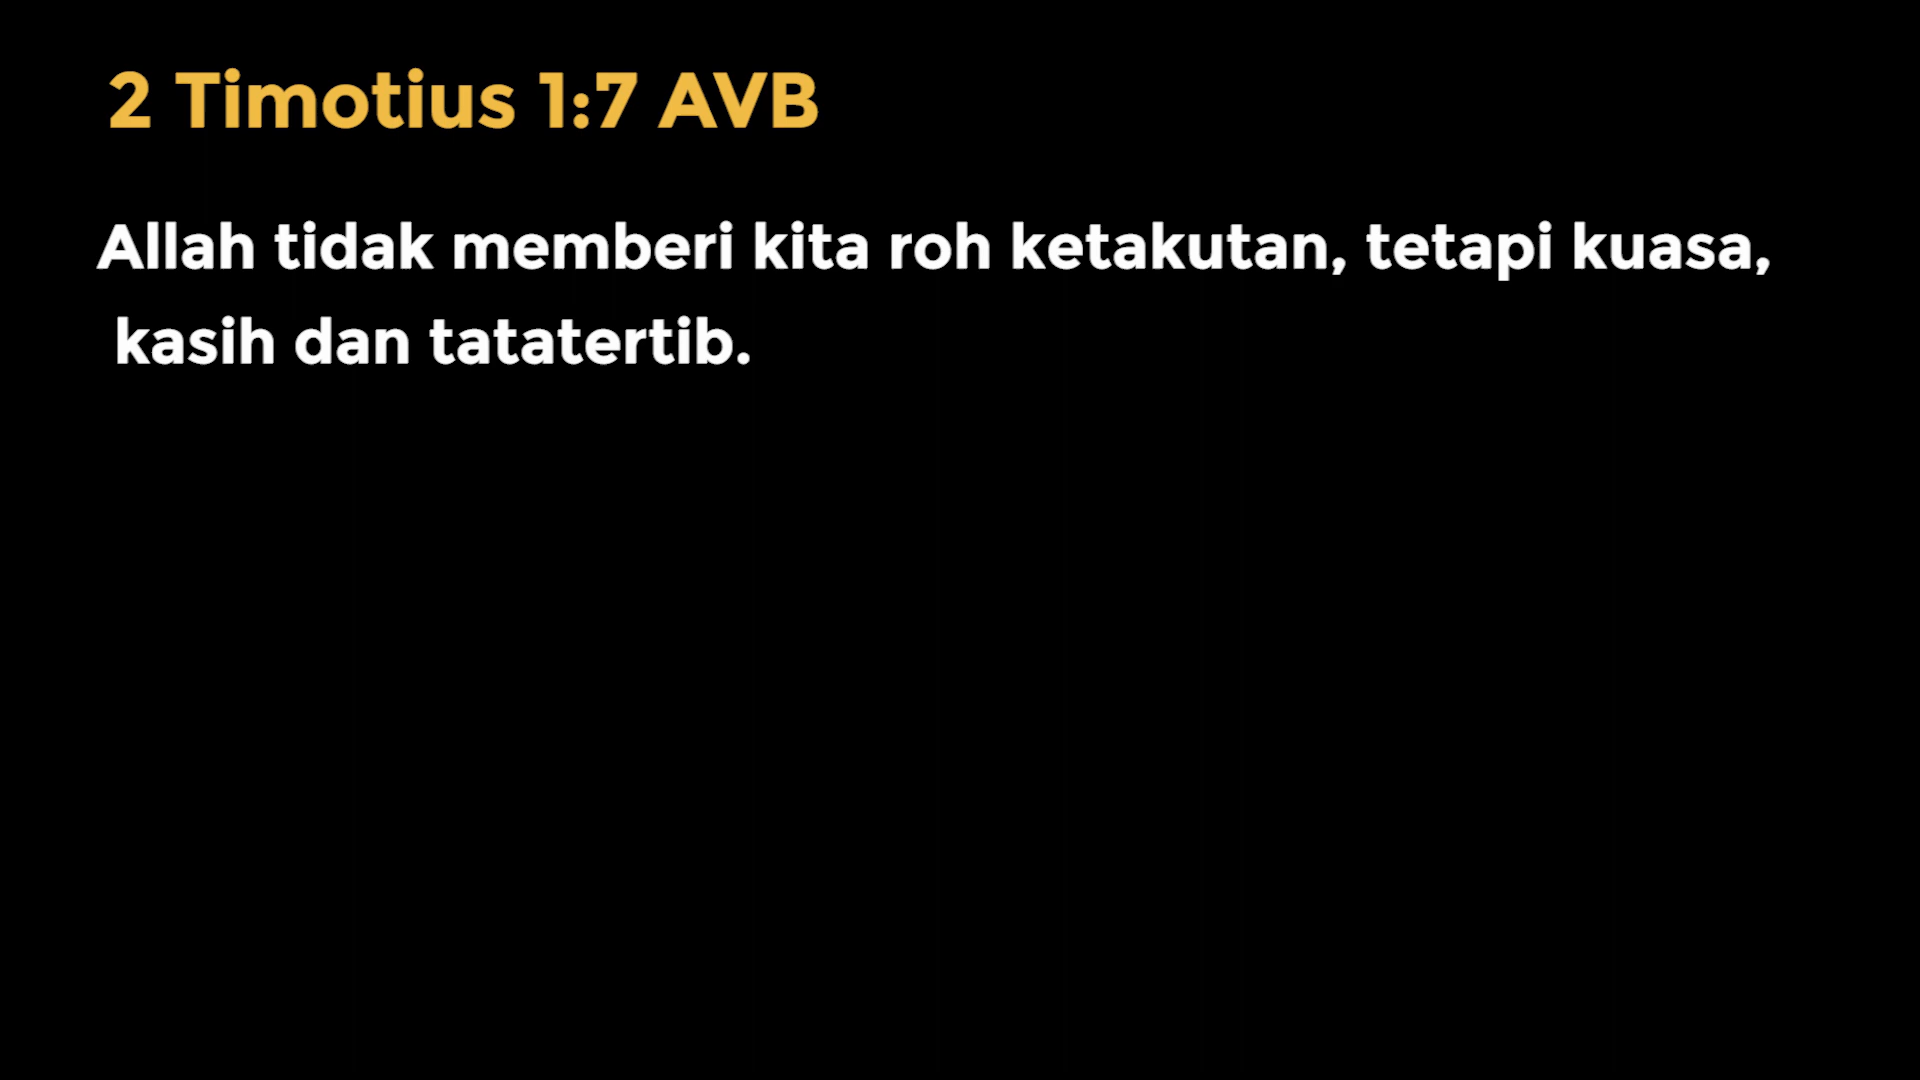 2 Timotius 1:7 AVB
Allah tidak memberi kita roh ketakutan, tetapi kuasa,
kasih dan tatatertib.